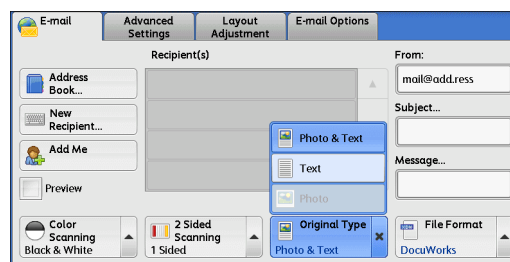 E-mail
Advanced
Settings
Layout
Adjustment
E-mail Options
Recipient(s)
From:
Address
Book...
mail@add.ress
New
Recipient...
Subject...
Photo & Text
Add Me
Text
Message...
Preview
Photo
Color
Scanning
Black & White
2 Sided
Scanning
1 Sided
Original Type
Photo & Text
File Format
DocuWorks